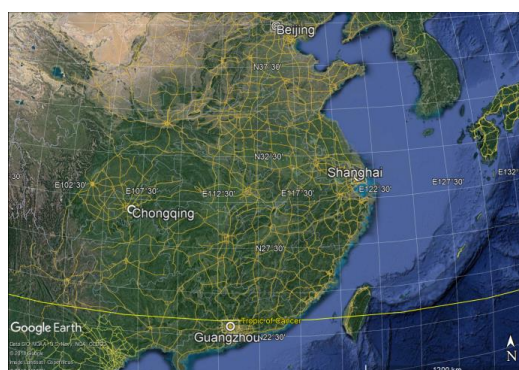 Beijing
N37°30'
N32°30'
Shanghai
E102°30'
E107°30'
E112°30'
E117°30'
E122°30'
E127°30'
E132°
Chongqing
N27°30'
Tropic of Cancer
Google Earth
Guangzhou
N22°30'
N